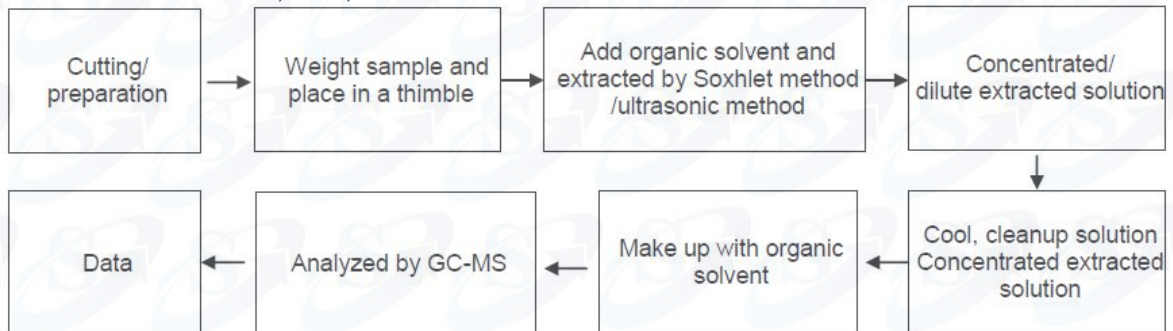 Cutting/
preparation
Weight sample and
place in a thimble
Add organic solvent and
extracted by Soxhlet method
/ultrasonic method
Concentrated/
dilute extracted solution
Cool, cleanup solution
Concentrated extracted
solution
Make up with organic
solvent
Analyzed by GC-MS
Data